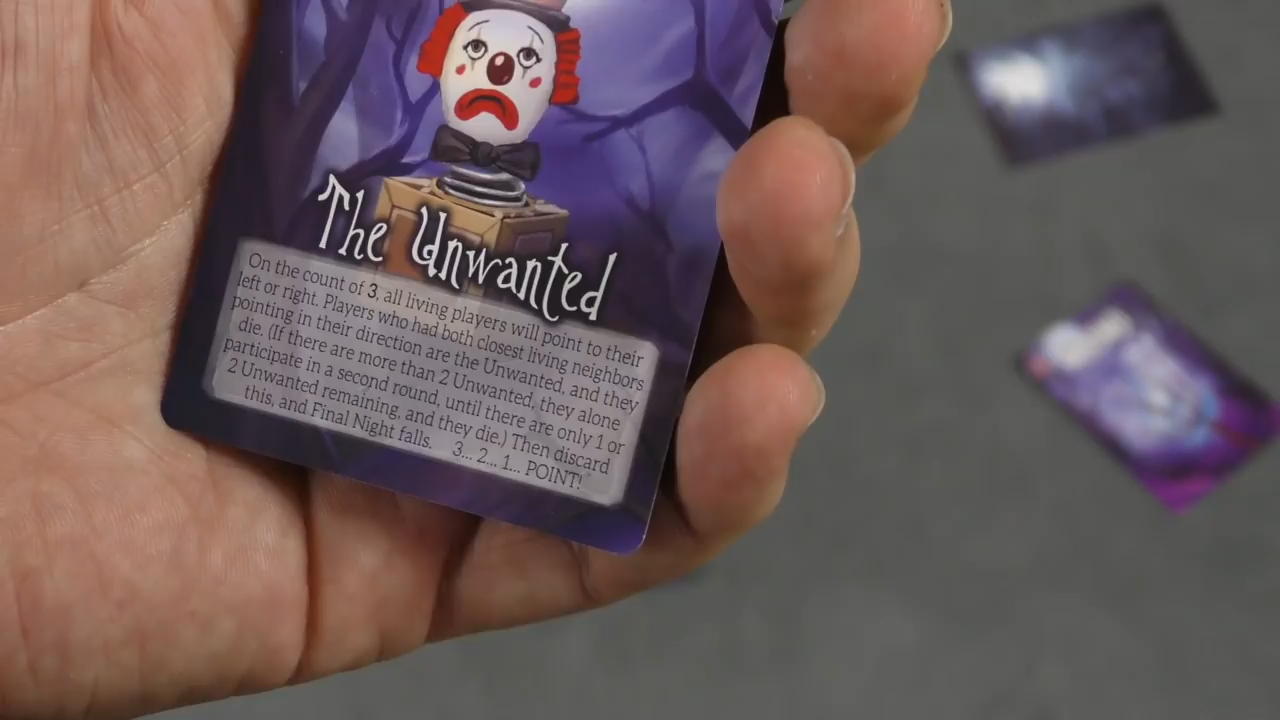 The Unwanted
On the count of 3, all living players will point to their
left or right. Players who had both closest living neighbors
pointing in their direction are the Unwanted, and they
die. (If there are more than 2 Unwanted, they alone
participate in a second round, until there are only 1 or
2 Unwanted remaining, and they die.) Then discard
this, and Final Night falls. 3... 2... 1... POINT!